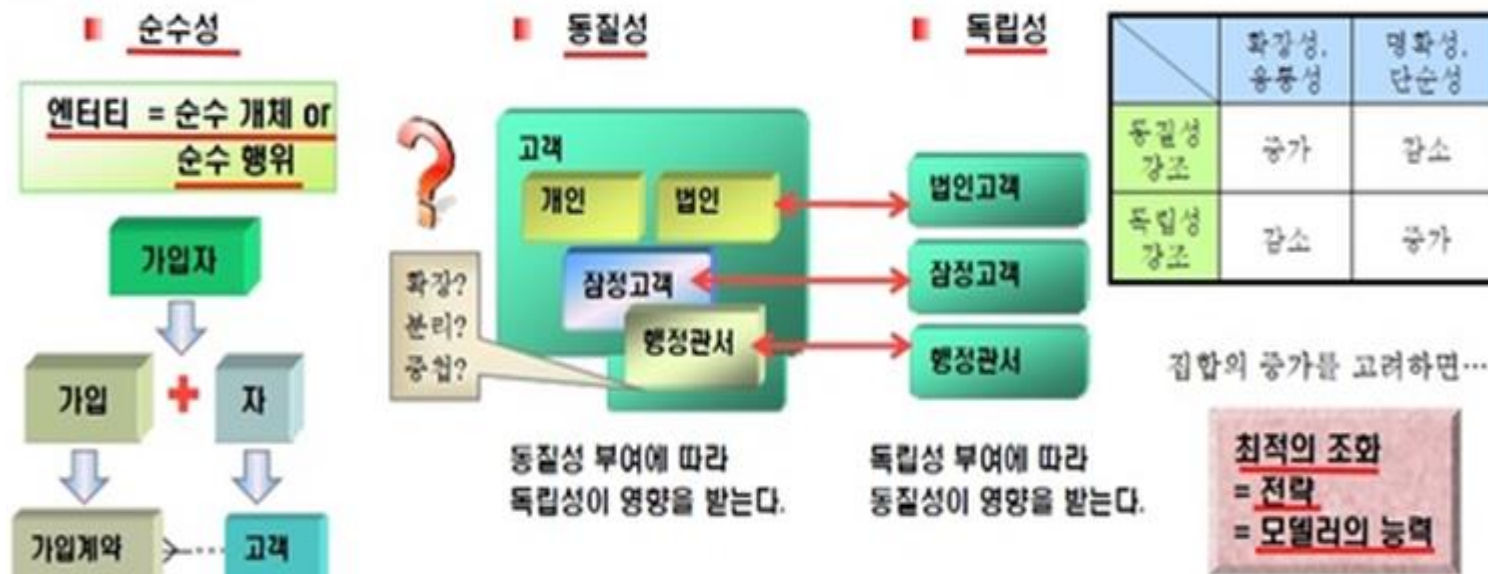 순수성
엔터티 = 순수 개체 or
순수 행위
가입자
가입
자
가입계약
고객
동질성
확장?
분리?
중첩?
고객
개인
법인
잠정고객
행정관서
동질성 부여에 따라
독립성이 영향을 받는다.
독립성
법인고객
잠정고객
행정관서
독립성 부여에 따라
동질성이 영향을 받는다.
확장성,
융통성
명확성,
단순성
동질성
강조
증가
감소
독립성
강조
감소
증가
집합의 증가를 고려하면…
최적의 조화
= 전략
= 모델러의 능력